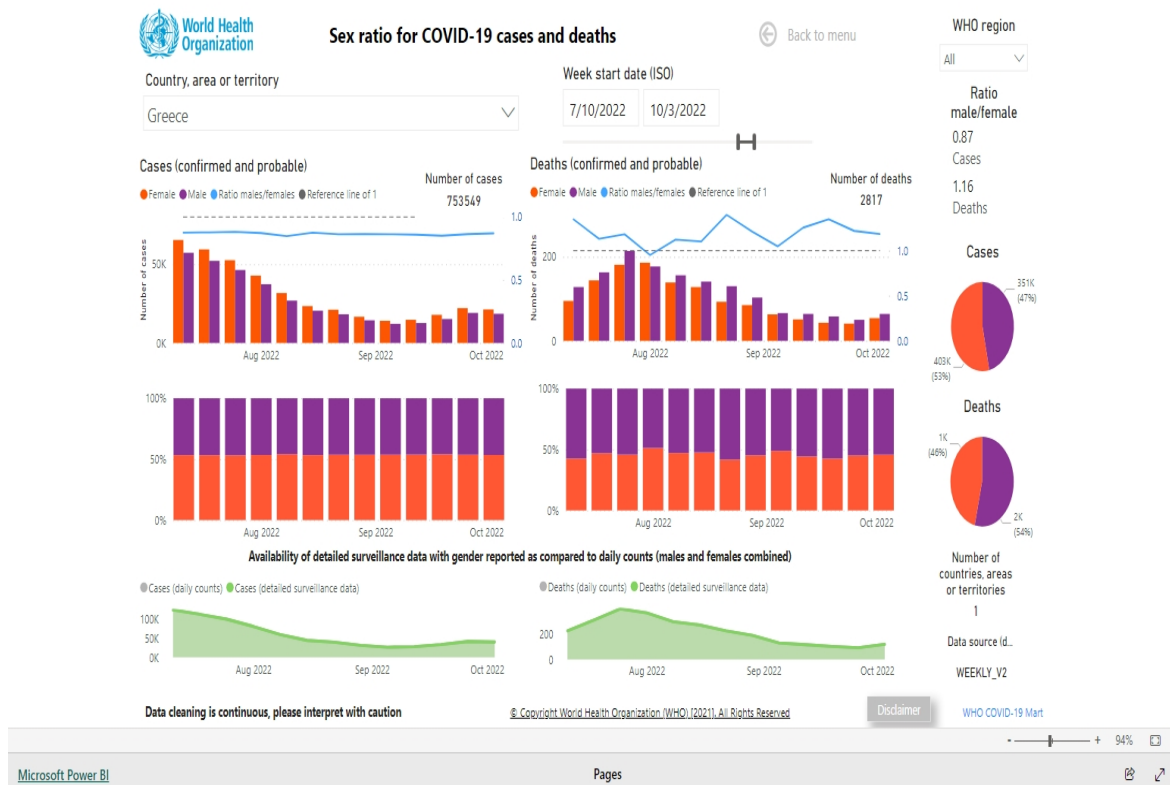 World Health
Organization
Sex ratio for COVID-19 cases and deaths
Back to menu
WHO region
All
Country, area or territory
Greece
Week start date (ISO)
7/10/2022 10/3/2022
Ratio
male/female
0.87
Cases
1.16
Deaths
Cases (confirmed and probable)
Number of cases
753549
Female Male Ratio males/females Reference line of 1
1.0
0.5
0.0
Number of cases
50K
0K
Aug 2022 Sep 2022 Oct 2022
Deaths (confirmed and probable)
Number of deaths
2817
Female Male Ratio males/females Reference line of 1
Number of deaths
200
0
1.0
0.5
0.0
Aug 2022 Sep 2022 Oct 2022
Cases
351K
(47%)
403K
(53%)
100%
50%
0%
Aug 2022 Sep 2022 Oct 2022
100%
50%
0%
Aug 2022 Sep 2022 Oct 2022
Deaths
1K
(46%)
2K
(54%)
Availability of detailed surveillance data with gender reported as compared to daily counts (males and females combined)
Cases (daily counts) Cases (detailed surveillance data)
100K
50K
0K
Aug 2022 Sep 2022 Oct 2022
Deaths (daily counts) Deaths (detailed surveillance data)
200
0
Aug 2022 Sep 2022 Oct 2022
Number of
countries, areas
or territories
1
Data source (d...
WEEKLY_V2
Data cleaning is continuous, please interpret with caution
© Copyright World Health Organization (WHO) [2021]. All Rights Reserved
Disclaimer
WHO COVID-19 Mart
- + 94%
Microsoft Power BI
Pages